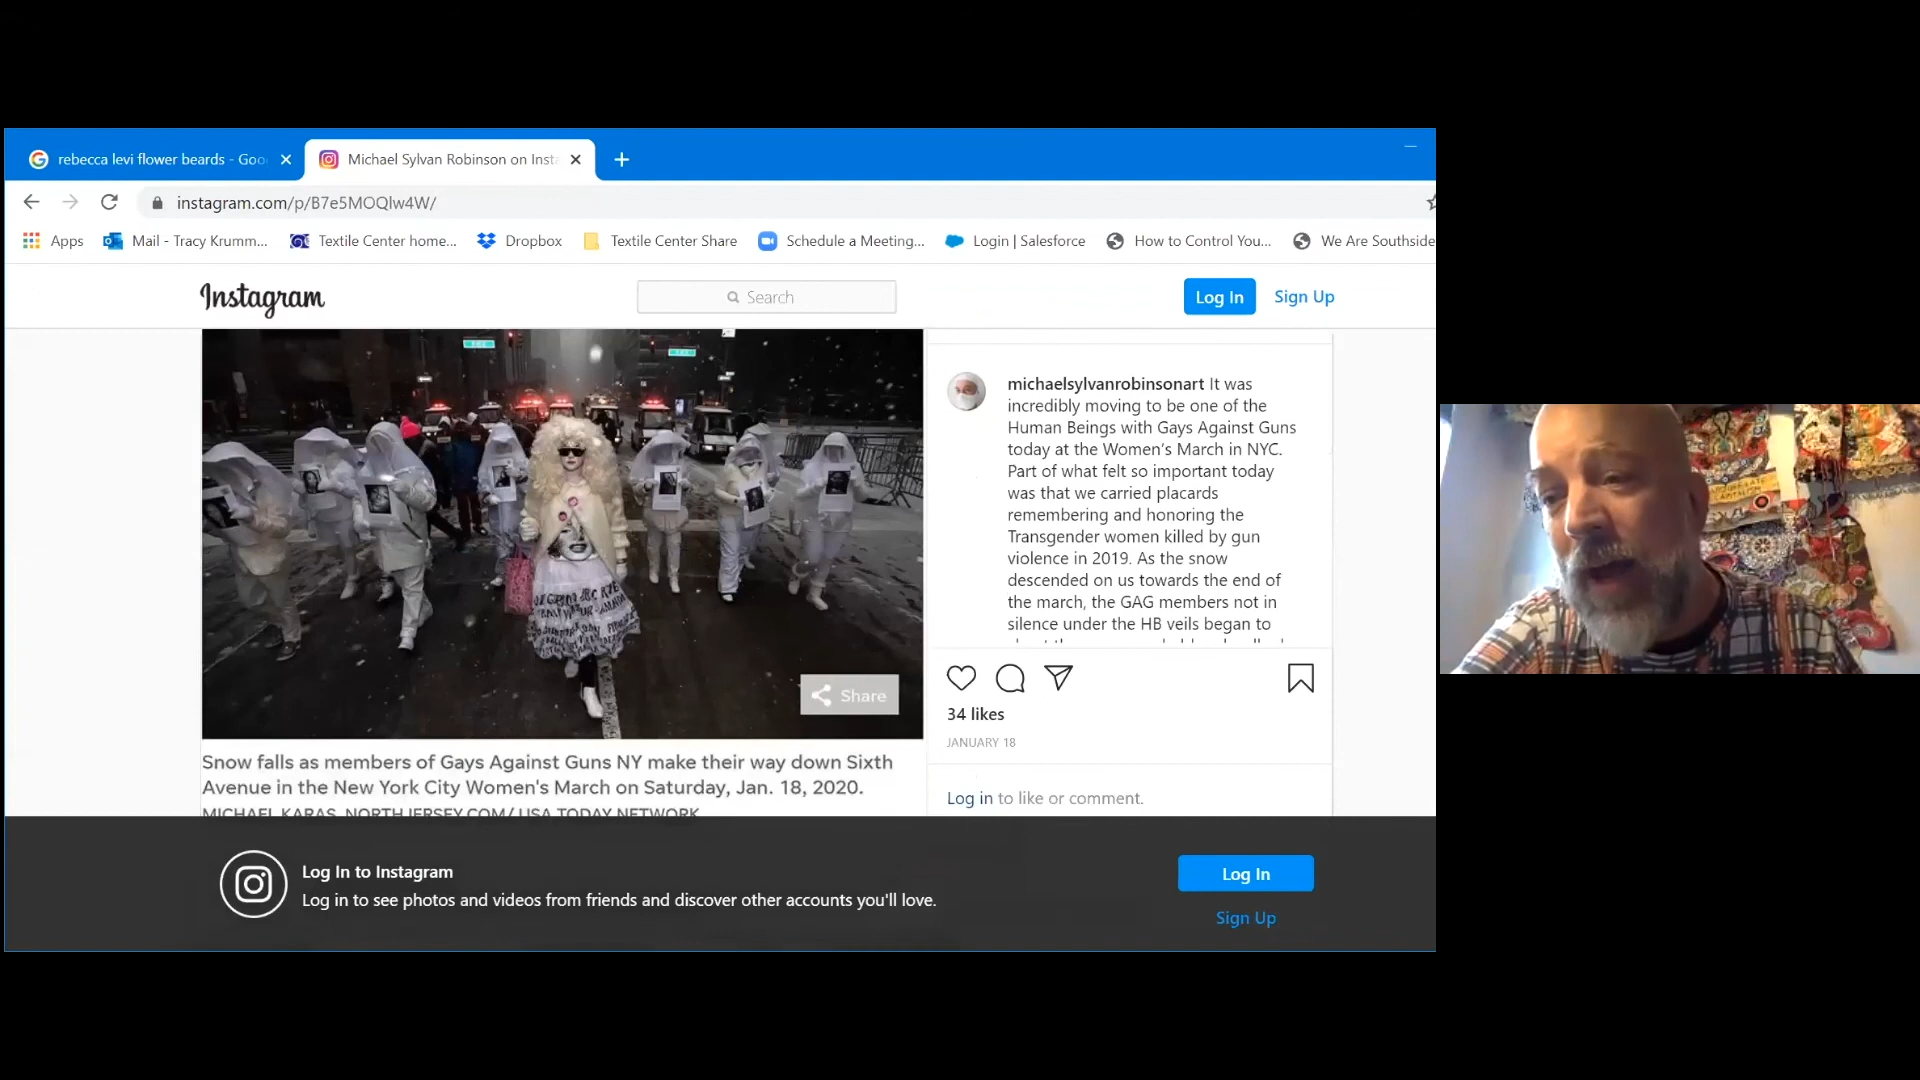 rebecca levi flower beards - Goo
Michael Sylvan Robinson on Inst
instagram.com/p/B7e5MOQlw4W/
Apps
Mail - Tracy Krumm...
Textile Center home...
Dropbox
Textile Center Share
Schedule a Meeting...
Login | Salesforce
How to Control You...
We Are Southside
Instagram
Search
Log In
Sign Up
michaelsylvanrobinsonart It was
incredibly moving to be one of the
Human Beings with Gays Against Guns
today at the Women's March in NYC.
Part of what felt so important today
was that we carried placards
remembering and honoring the
Transgender women killed by gun
violence in 2019. As the snow
descended on us towards the end of
the march, the GAG members not in
silence under the HB veils began to
Share
34 likes
JANUARY 18
Log in to like or comment.
Snow falls as members of Gays Against Guns NY make their way down Sixth
Avenue in the New York City Women's March on Saturday, Jan. 18, 2020.
MICHAEL KARAS, NORTHJERSEY.COM/ USA TODAY NETWORK
Log In to Instagram
Log in to see photos and videos from friends and discover other accounts you'll love.
Log In
Sign Up